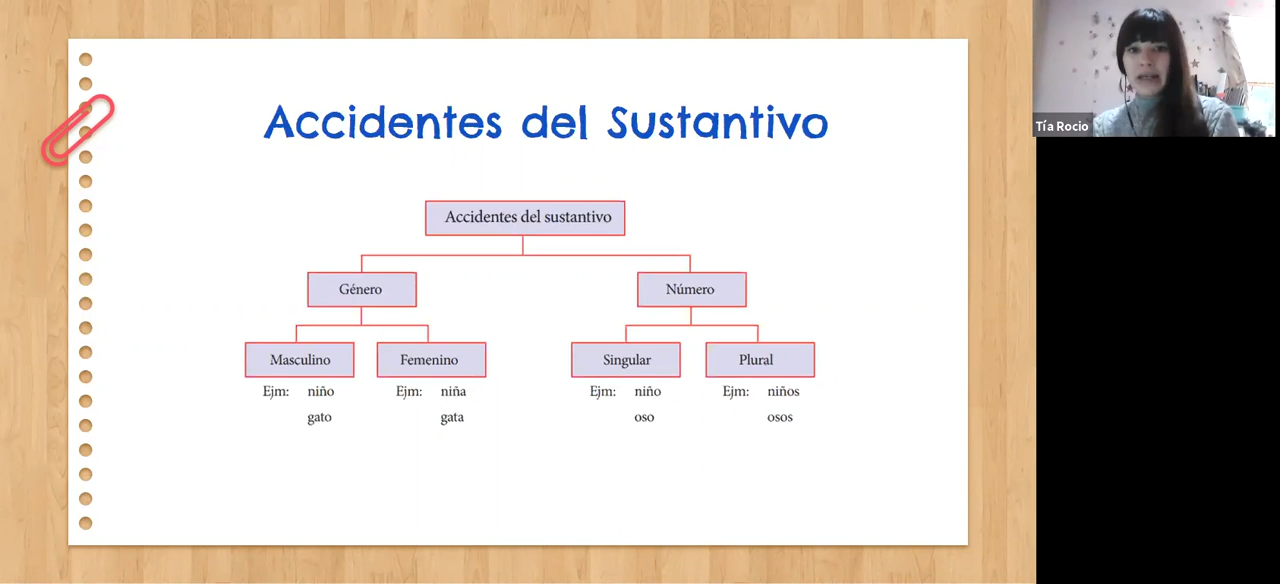 Accidentes del Sustantivo
Tía Rocio
Accidentes del sustantivo
Género
Número
Masculino
Femenino
Singular
Plural
Ejm: niño
gato
Ejm: niña
gata
Ejm: niño
oso
Ejm: niños
osos